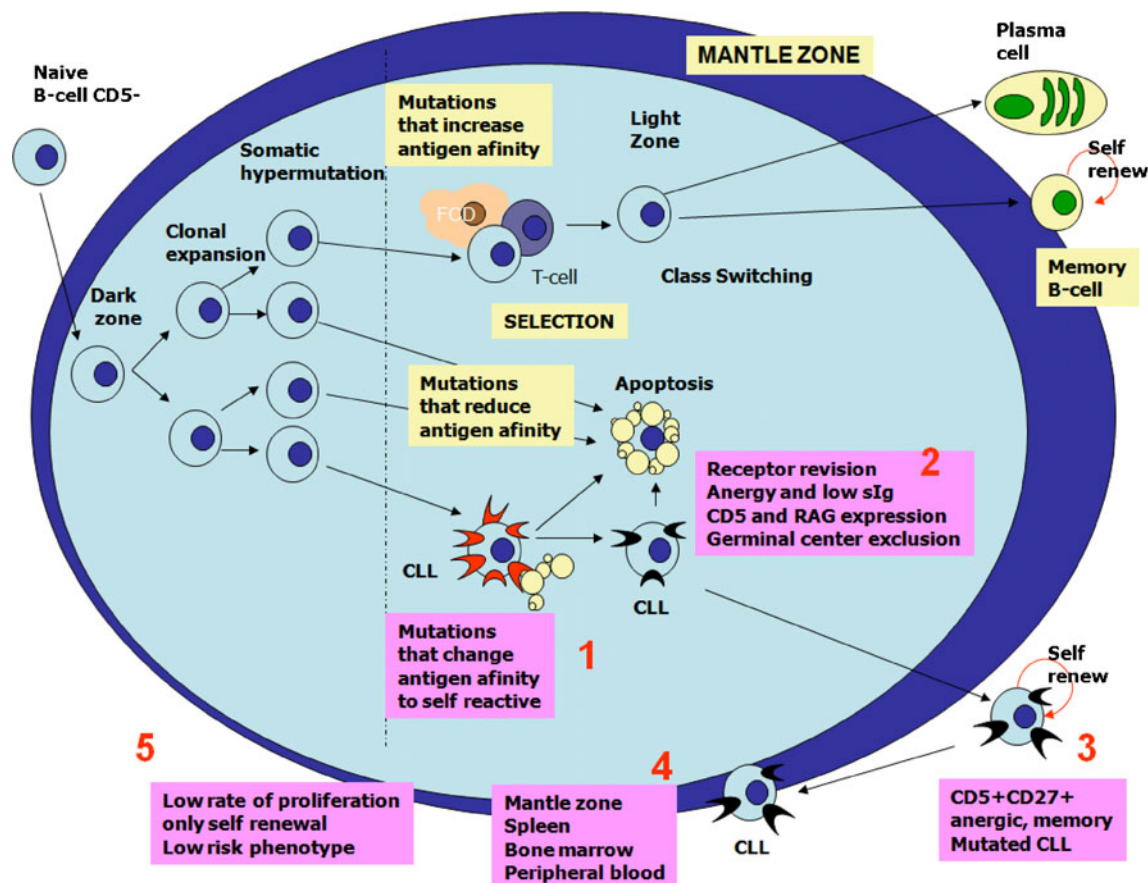 Plasma
cell
MANTLE ZONE
Naive
B-cell CD5-
Mutations
that increase
antigen afinity
Light
Zone
Self
renew
Somatic
hypermutation
FCD
T-cell
Clonal
expansion
Class Switching
Memory
B-cell
Dark
zone
SELECTION
Mutations
that reduce
antigen afinity
Apoptosis
2
Receptor revision
Anergy and low sIg
CD5 and RAG expression
Germinal center exclusion
CLL
CLL
1
Mutations
that change
antigen afinity
to self reactive
Self
renew
3
CD5+CD27+
anergic, memory
Mutated CLL
5
Low rate of proliferation
only self renewal
Low risk phenotype
4
Mantle zone
Spleen
Bone marrow
Peripheral blood
CLL